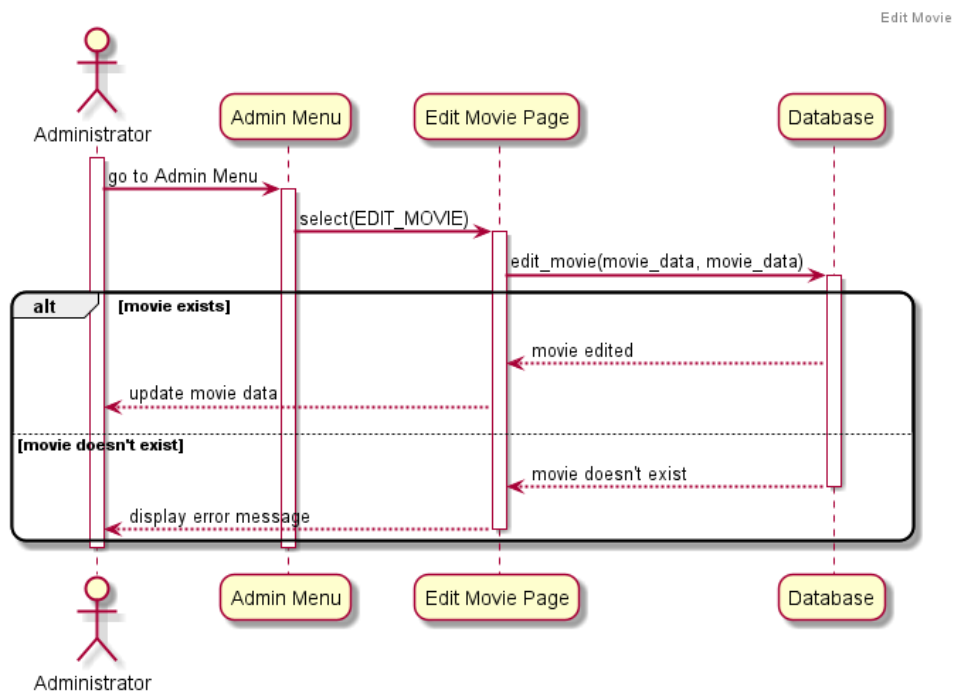 Edit Movie
Administrator
Admin Menu
Edit Movie Page
Database
go to Admin Menu
select(EDIT_MOVIE)
edit_movie(movie_data, movie_data)
alt
[movie exists]
movie edited
update movie data
[movie doesn't exist]
movie doesn't exist
display error message
Admin Menu
Edit Movie Page
Database
Administrator